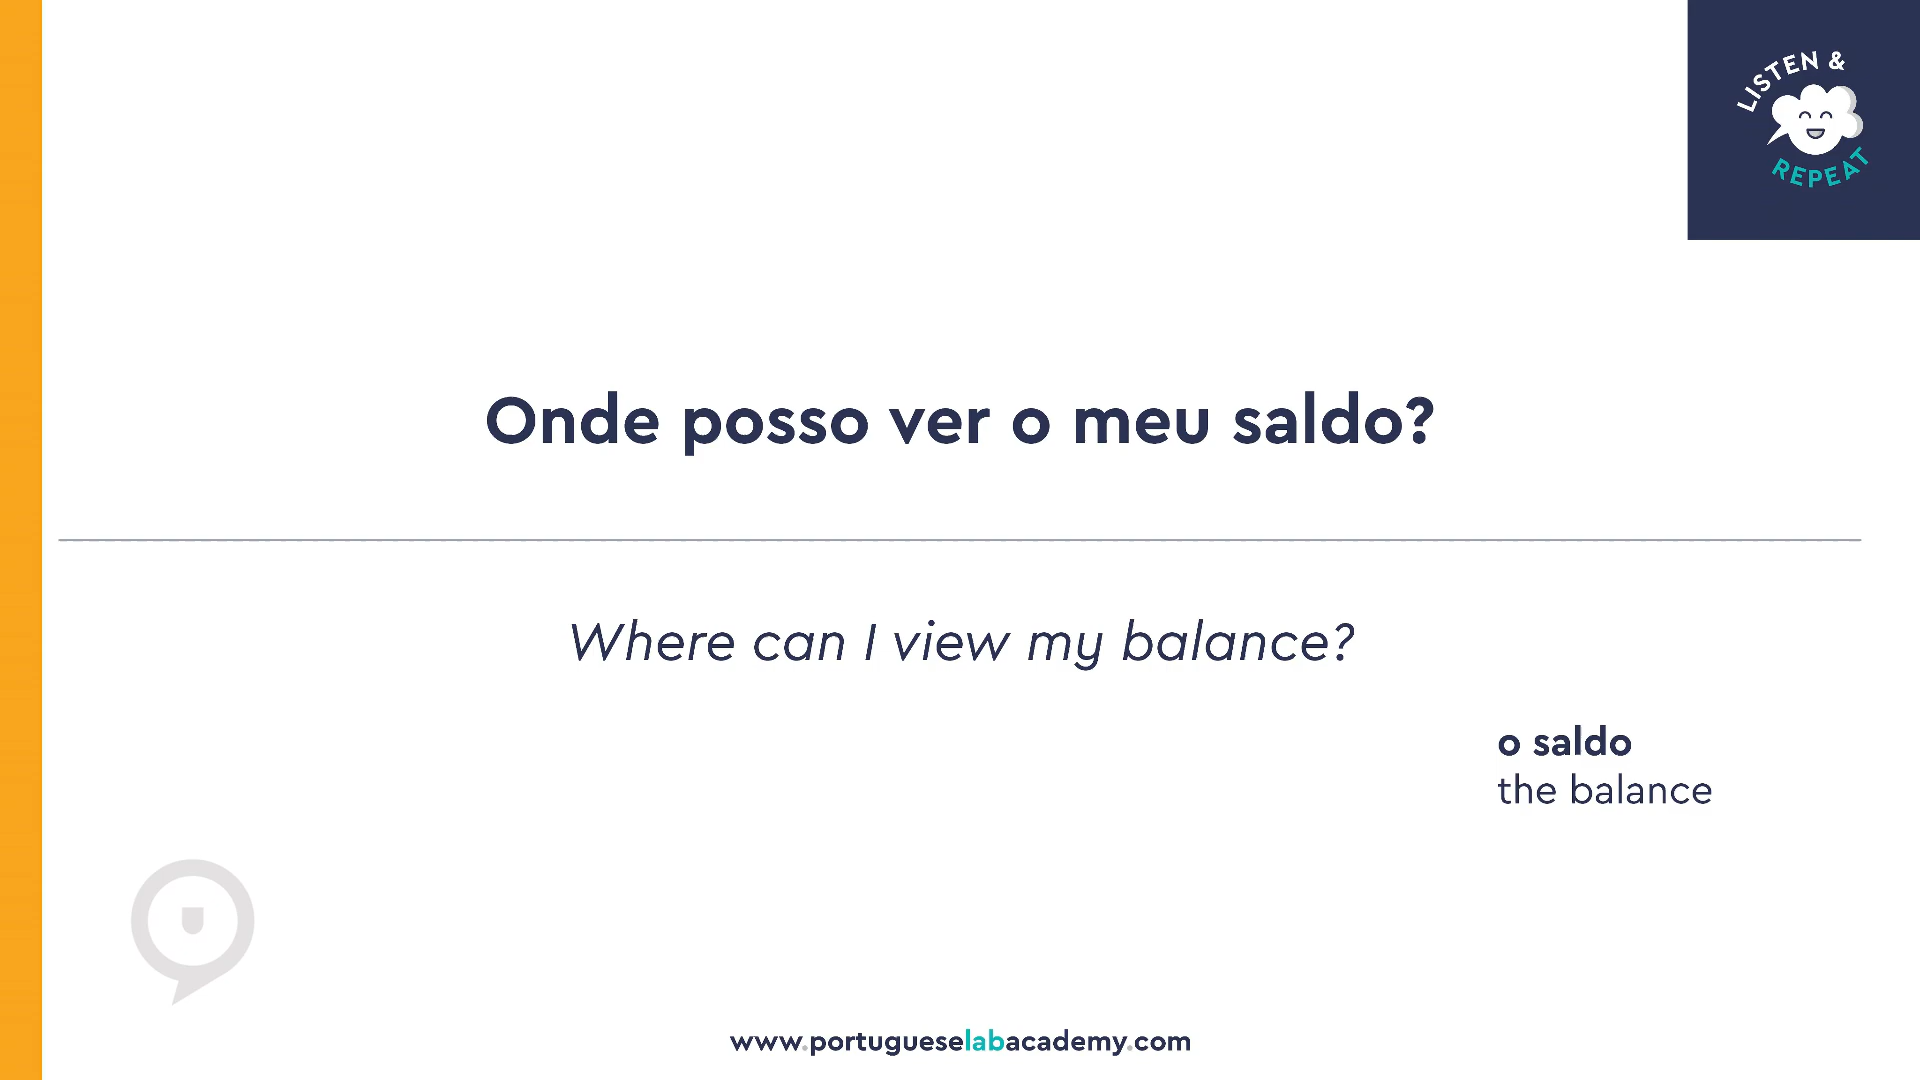 LISTEN &
REPEAT
Onde posso ver o meu saldo?
Where can I view my balance?
o saldo
the balance
www.portugueselabacademy.com